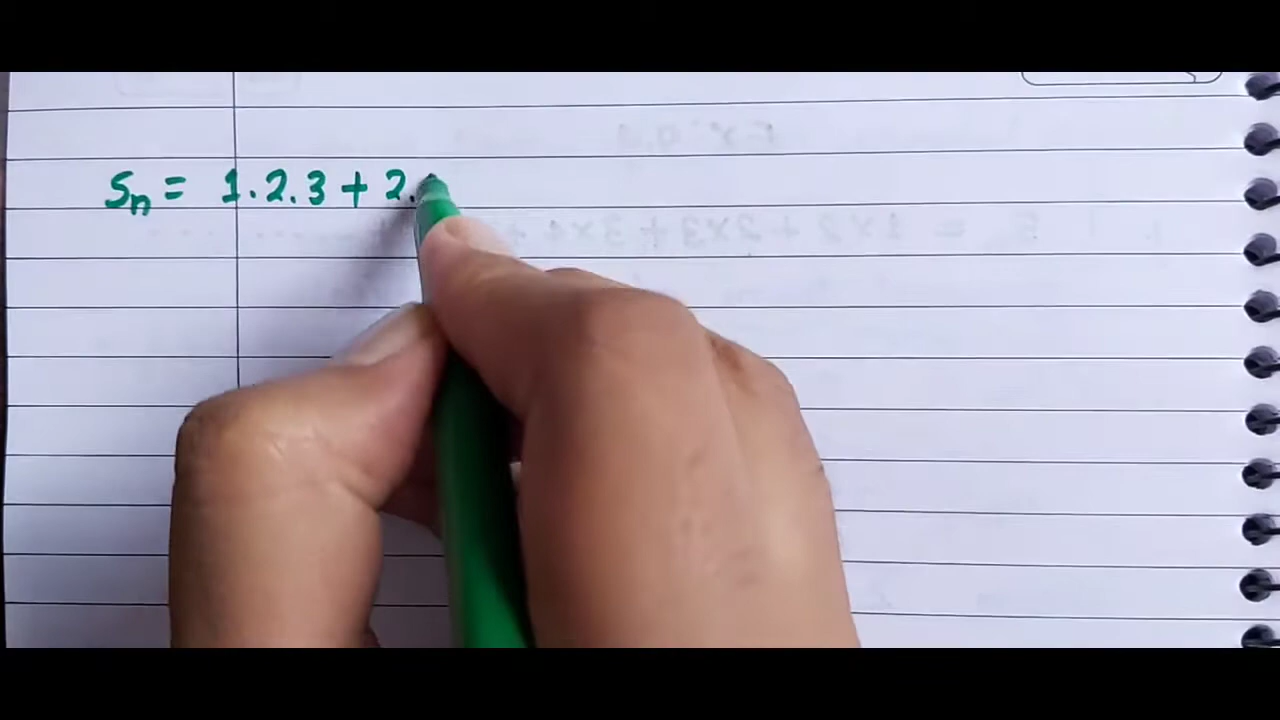 Sn = 1.2.3 + 2.